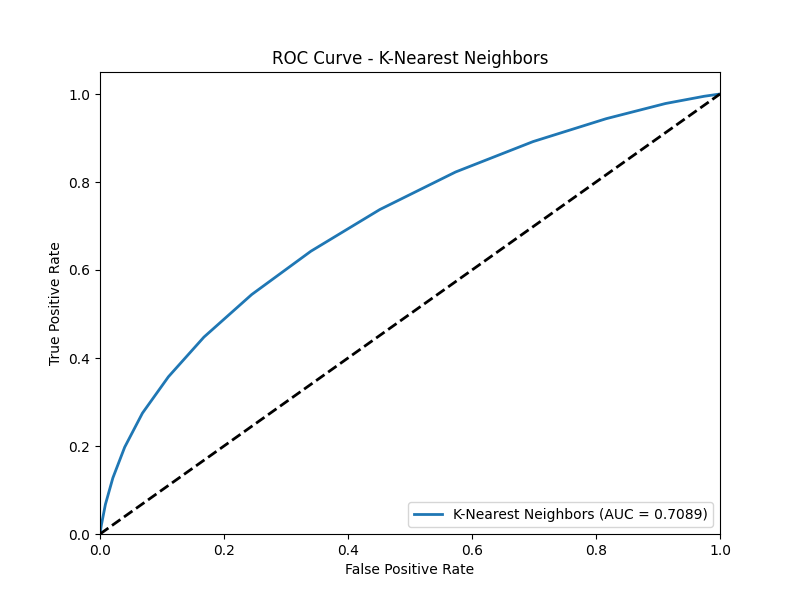 ROC Curve - K-Nearest Neighbors
True Positive Rate
1.0
0.8
0.6
0.4
0.2
0.0
0.0 0.2 0.4 0.6 0.8 1.0
False Positive Rate
K-Nearest Neighbors (AUC = 0.7089)